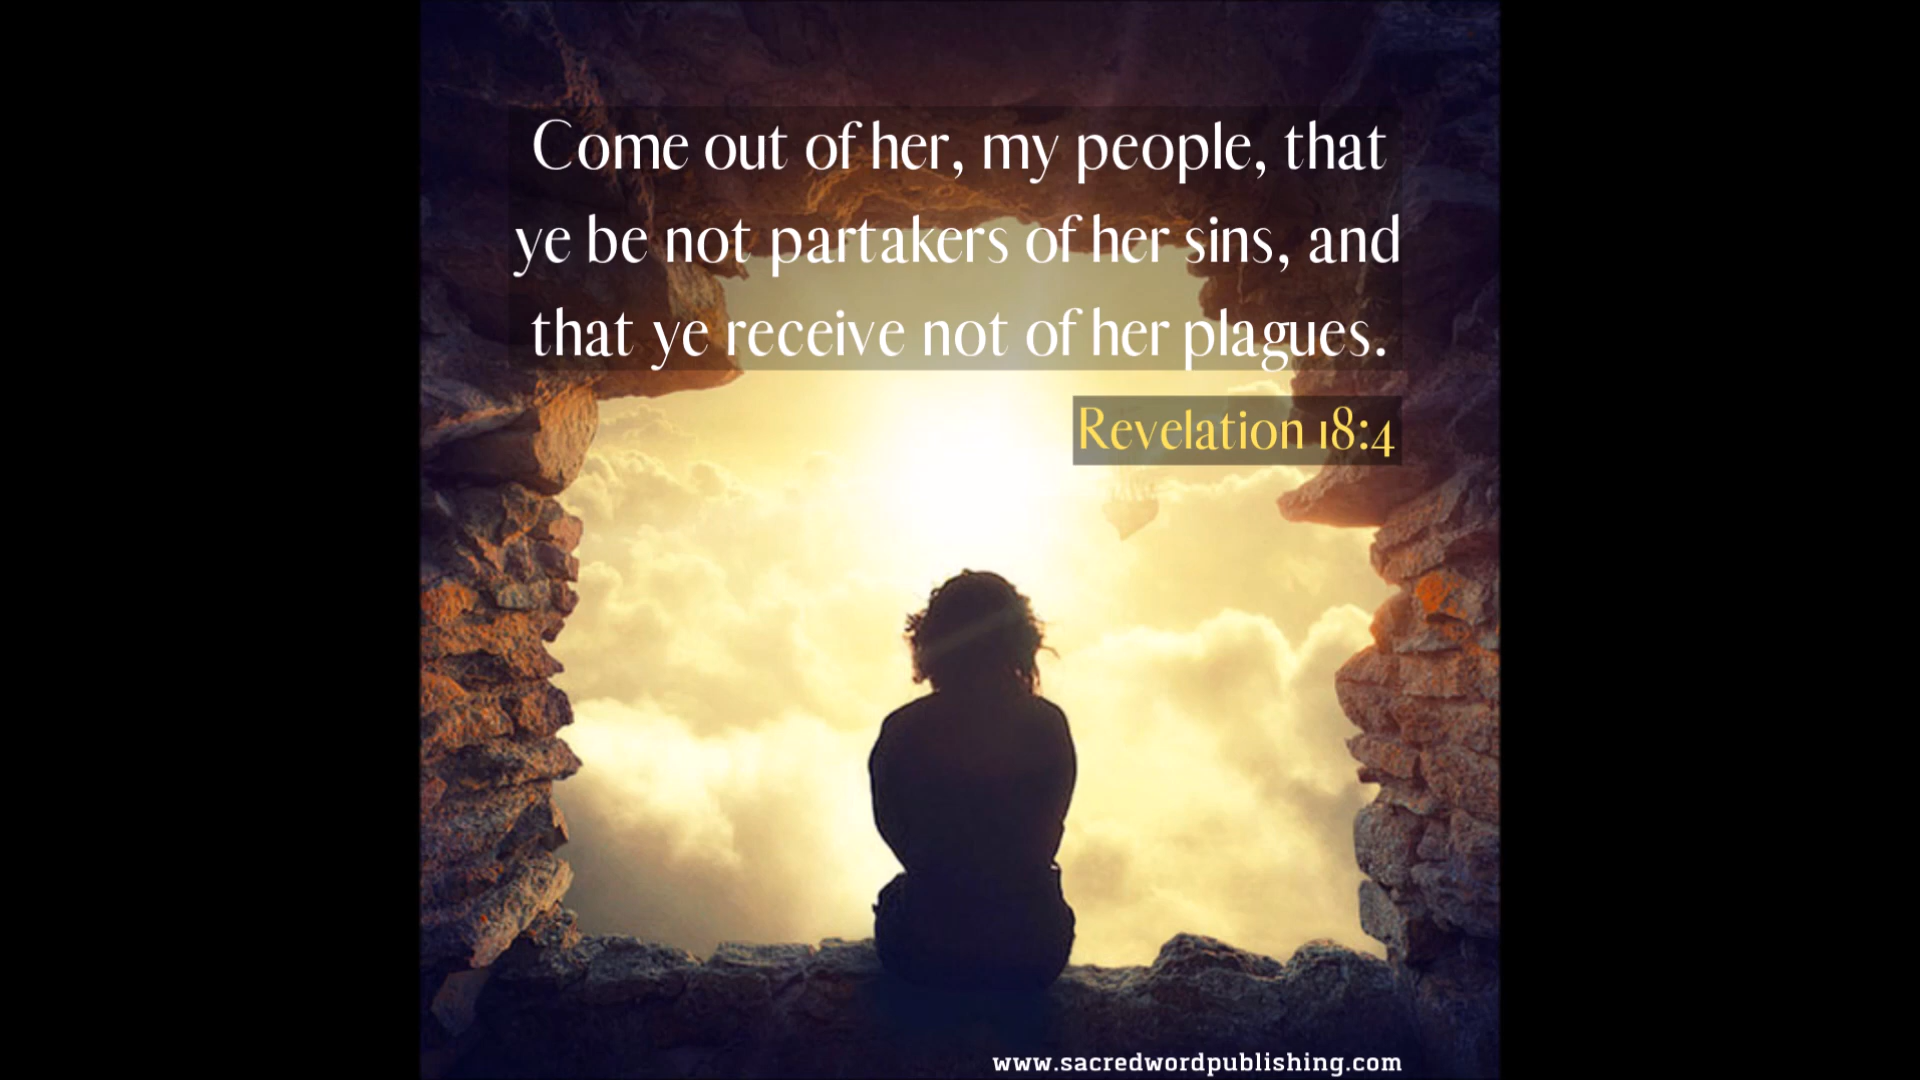 Come out of her, my people, that
ye be not partakers of her sins, and
that ye receive not of her plagues.
Revelation 18:4
www.sacredwordpublishing.com